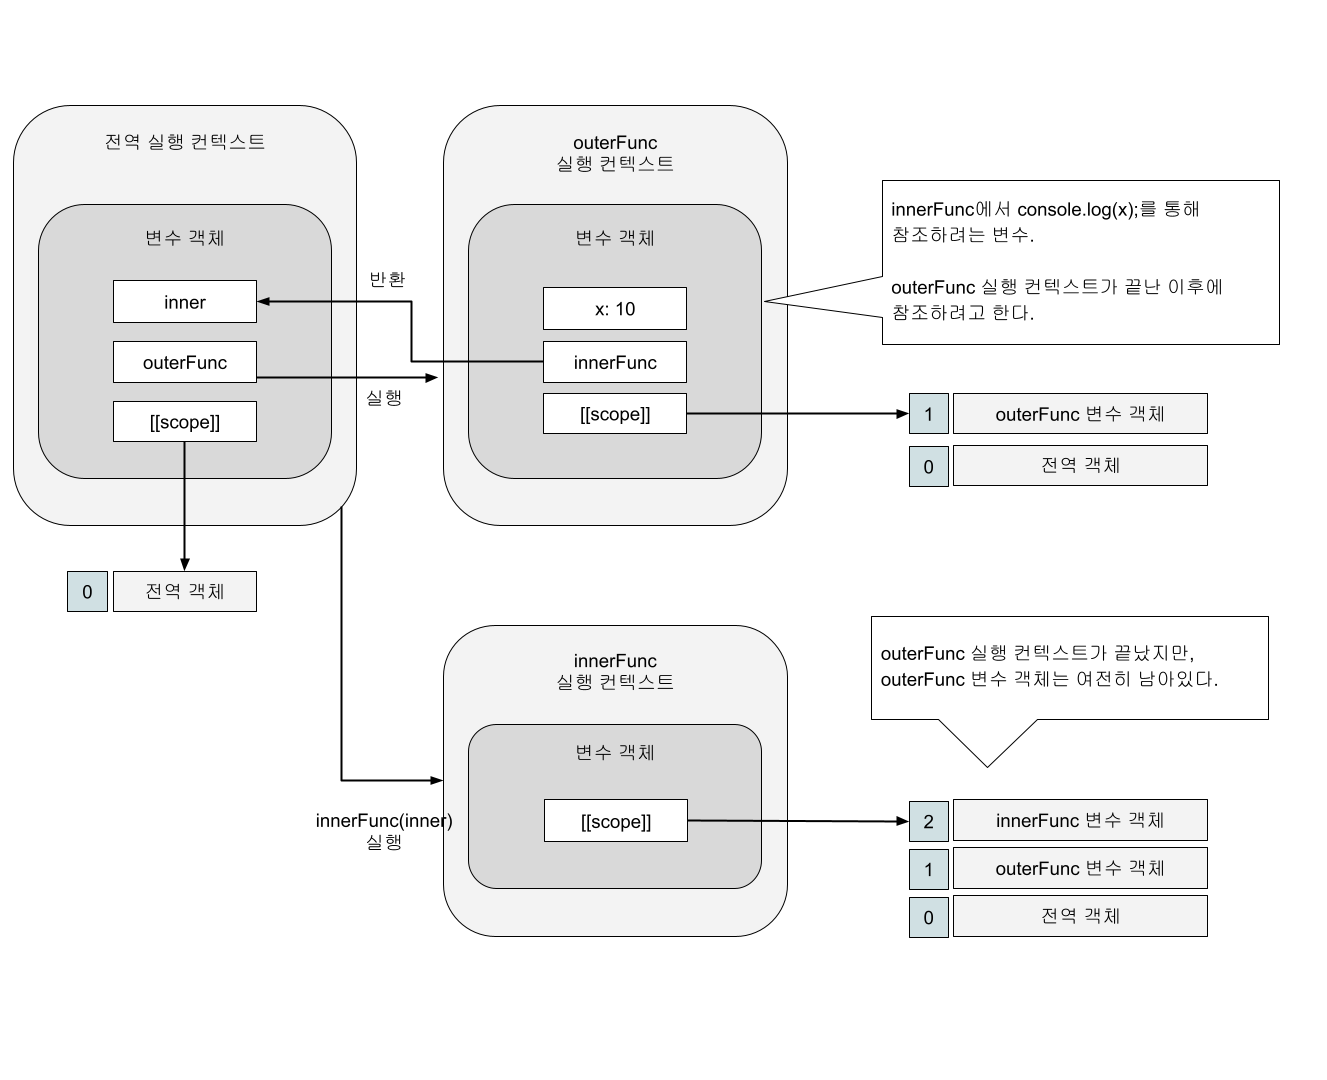 전역 실행 컨텍스트
변수 객체
inner
outerFunc
[[scope]]
0
전역 객체
반환
실행
outerFunc
실행 컨텍스트
변수 객체
x: 10
innerFunc
[[scope]]
innerFunc에서 console.log(x);를 통해
참조하려는 변수.
outerFunc 실행 컨텍스트가 끝난 이후에
참조하려고 한다.
1
outerFunc 변수 객체
0
전역 객체
innerFunc(inner)
실행
innerFunc
실행 컨텍스트
변수 객체
[[scope]]
outerFunc 실행 컨텍스트가 끝났지만,
outerFunc 변수 객체는 여전히 남아있다.
2
innerFunc 변수 객체
1
outerFunc 변수 객체
0
전역 객체